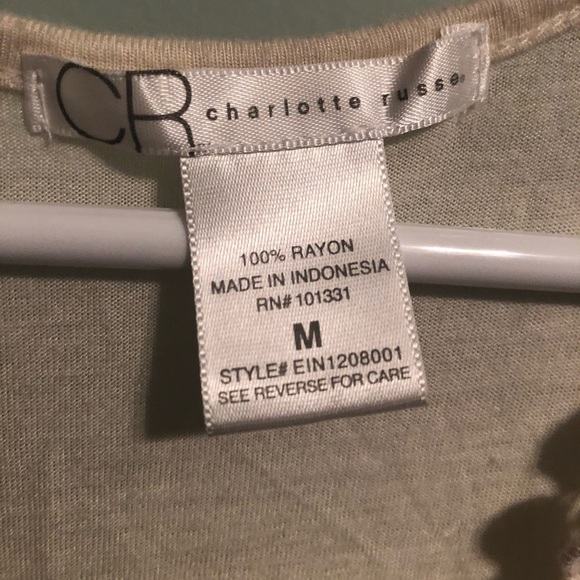 CR charlotte russe®
100% RAYON
MADE IN INDONESIA
RN# 101331
M
STYLE# EIN1208001
SEE REVERSE FOR CARE